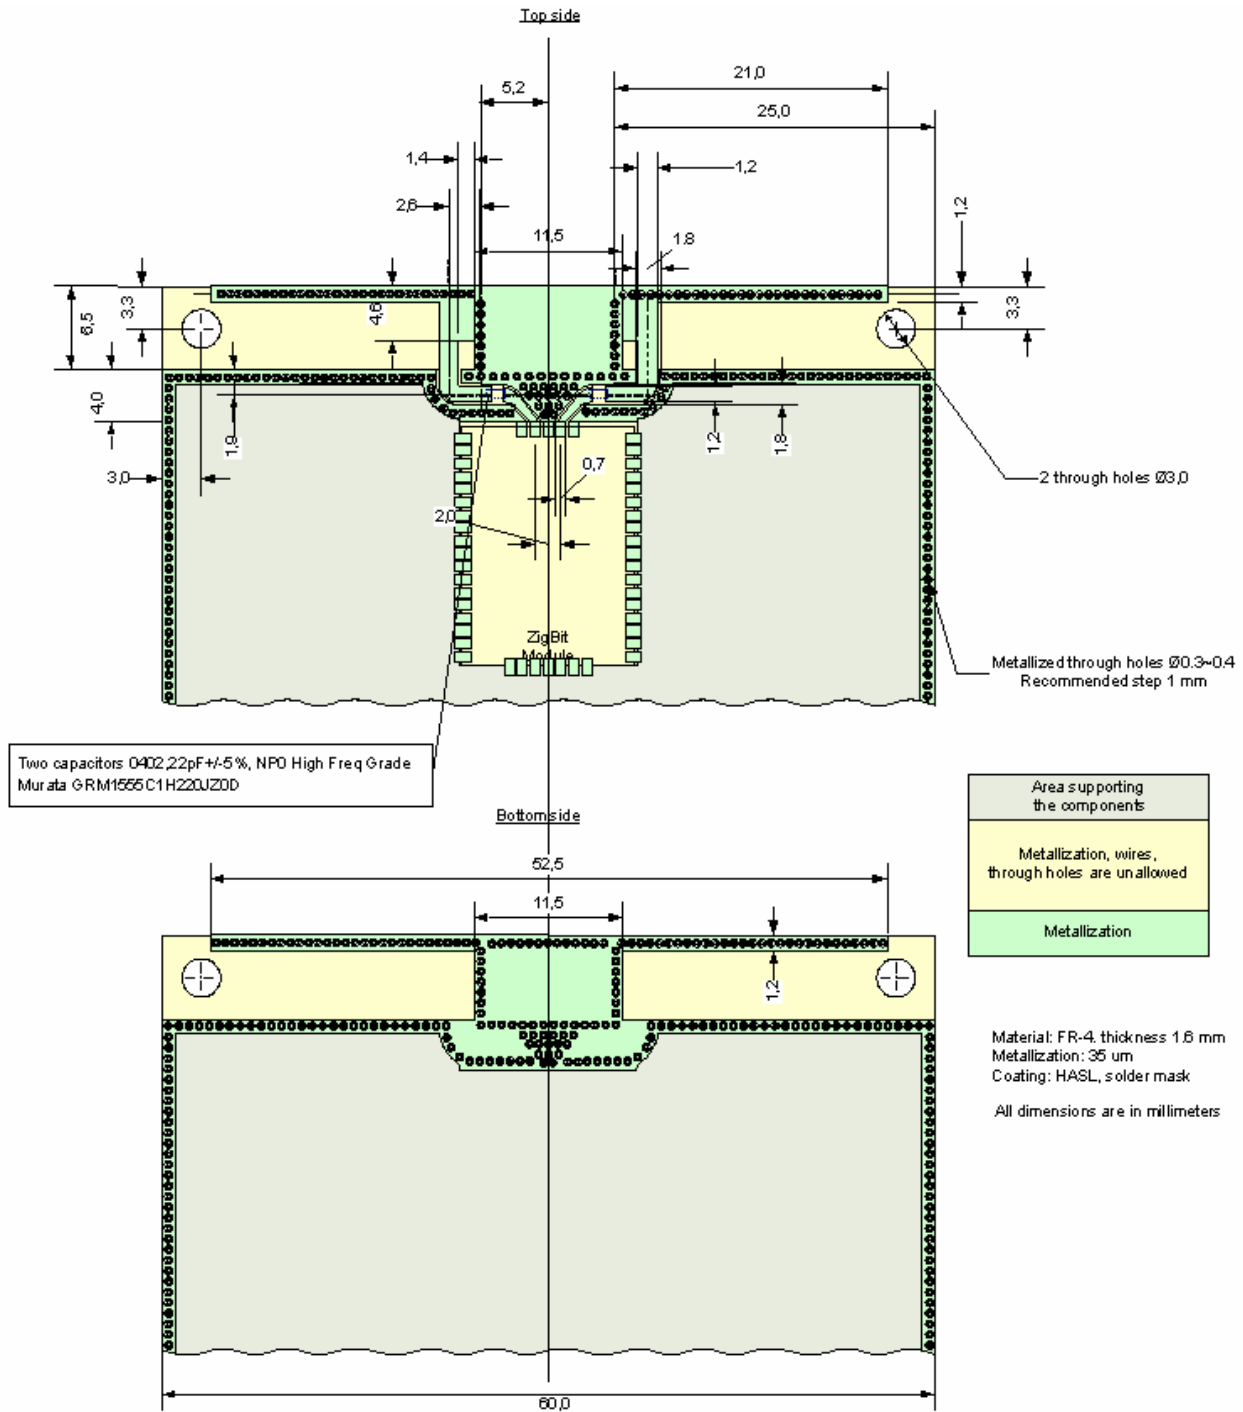 Top side
21,0
5,2
25,0
1,4
1,2
2,6
1,2
11,5
1.8
3,3
6,5
4,6
3,3
4,0
1,8
1,2
1,8
3,0
0,7
2 through holes Ø3,0
2,0
ZigBit
Module
Metallized through holes Ø0.3~0.4
Recommended step 1 mm
Two capacitors 0402,22pF+/-5%, NP0 High Freq Grade
Murata GRM1555C1H220JZ0D
Area supporting
the components
Bottom side
Metallization, wires,
through holes are unallowed
52,5
11,5
Metallization
1,2
Material: FR-4. thickness 1.6 mm
Metallization: 35 um
Coating: HASL, solder mask
All dimensions are in millimeters
60,0